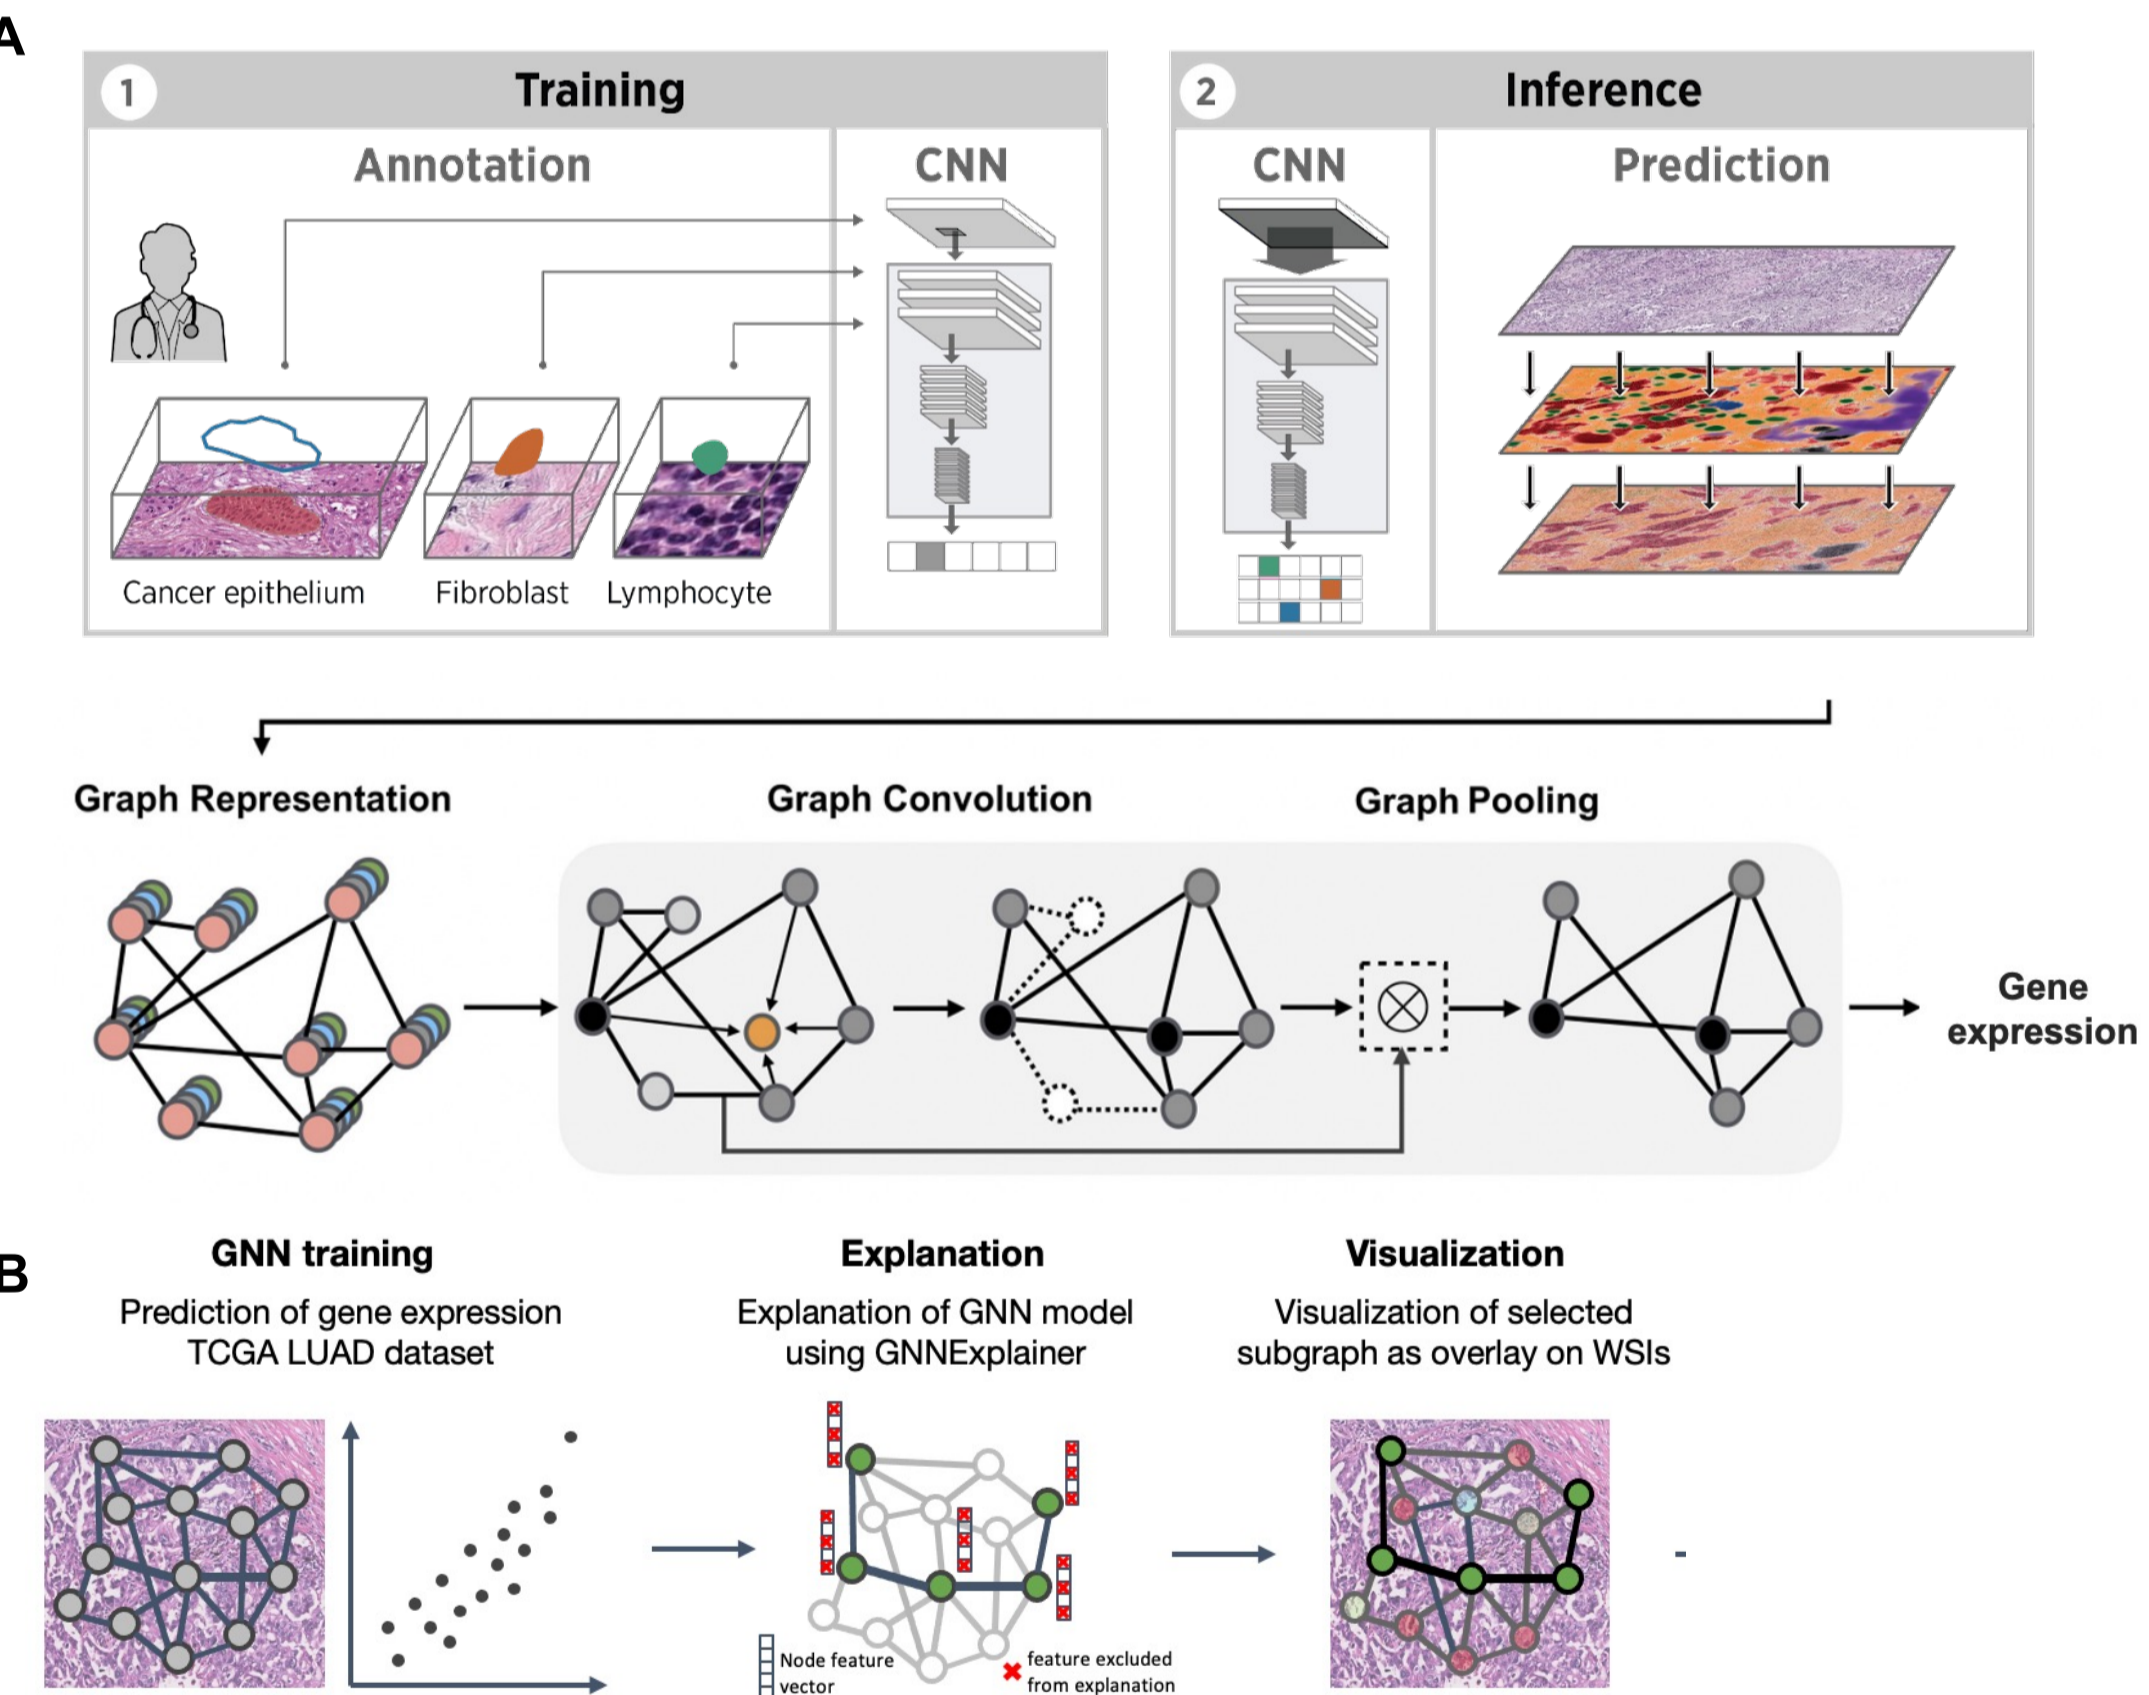 A
1
Training
2
Inference
Annotation
CNN
CNN
Prediction
Cancer epithelium
Fibroblast
Lymphocyte
Graph Representation
Graph Convolution
Graph Pooling
Gene
expression
B
GNN training
Explanation
Visualization
Prediction of gene expression
TCGA LUAD dataset
Explanation of GNN model
using GNNExplainer
Visualization of selected
subgraph as overlay on WSIs
Node feature
vector
feature excluded
from explanation